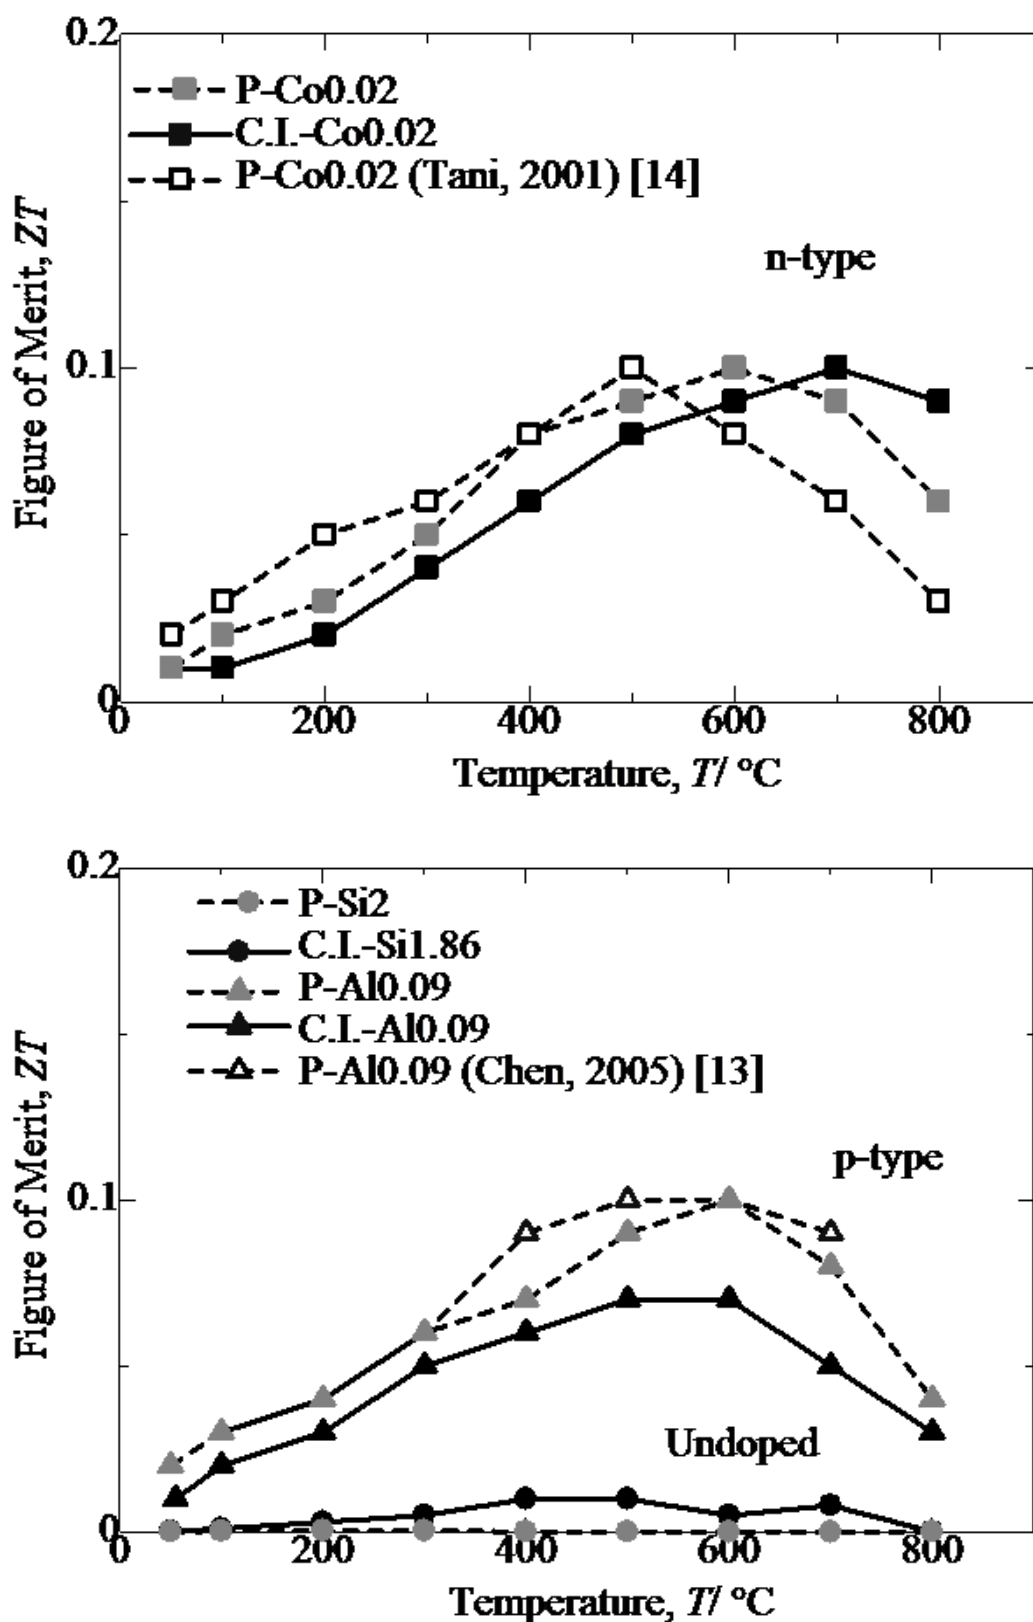 0.2
P-Co0.02
C.I.-Co0.02
P-Co0.02 (Tani, 2001) [14]
n-type
Figure of Merit, ZT
0.1
0
0 200 400 600 800
Temperature, T/ °C
0.2
P-Si2
C.I.-Si1.86
P-Al0.09
C.I.-Al0.09
P-Al0.09 (Chen, 2005) [13]
p-type
Figure of Merit, ZT
0.1
Undoped
0
0 200 400 600 800
Temperature, T/ °C